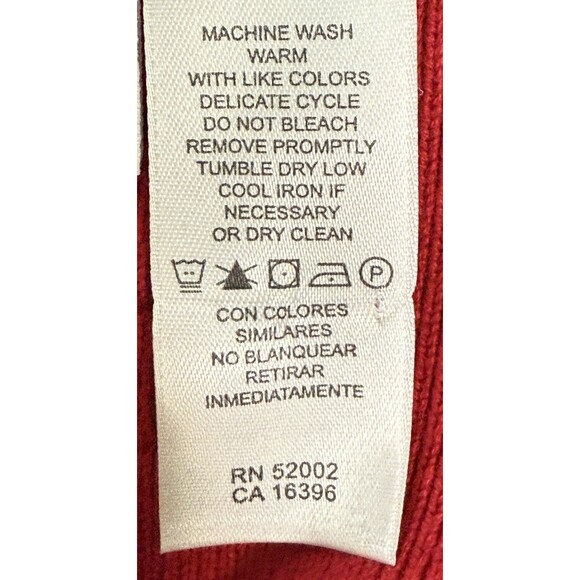 MACHINE WASH
WARM
WITH LIKE COLORS
DELICATE CYCLE
DO NOT BLEACH
REMOVE PROMPTLY
TUMBLE DRY LOW
COOL IRON IF
NECESSARY
OR DRY CLEAN
P
CON COLORES
SIMILARES
NO BLANQUEAR
RETIRAR
INMEDIATAMENTE
RN 52002
CA 16396